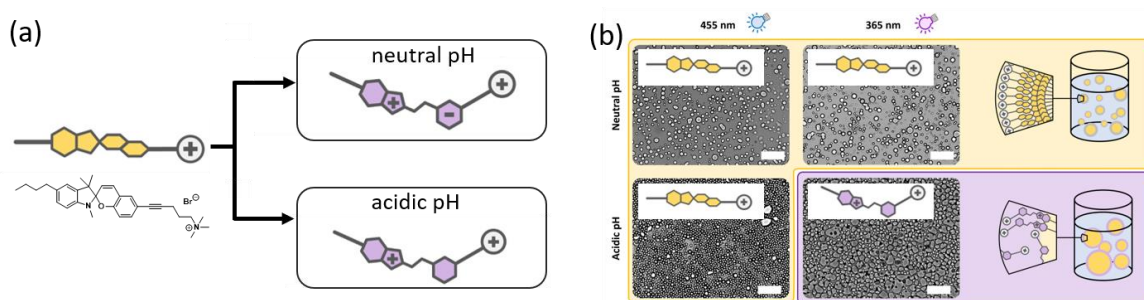 (a)
neutral pH
+
-
+
+
Br⊖
N
O
⊕N
acidic pH
+
+
(b)
455 nm
365 nm
Neutral pH
+
+
Acidic pH
+
+
+